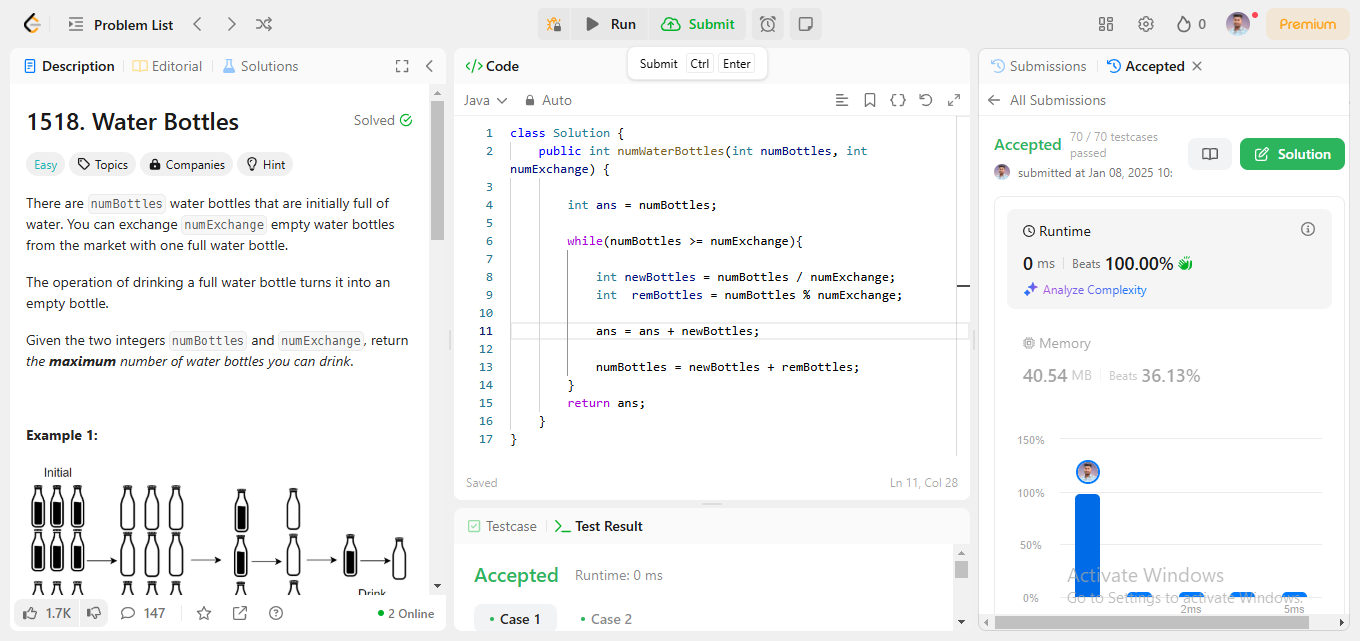 Problem List
Run
Submit
0
Premium
Description
Editorial
Solutions
1518. Water Bottles
Solved
Easy
Topics
Companies
Hint
There are numBottles water bottles that are initially full of
water. You can exchange numExchange empty water bottles
from the market with one full water bottle.
The operation of drinking a full water bottle turns it into an
empty bottle.
Given the two integers numBottles and numExchange, return
the maximum number of water bottles you can drink.
Example 1:
Initial
Drink
1.7K
147
2 Online
</> Code
Submit Ctrl Enter
Java
Auto
1 class Solution {
2 public int numWaterBottles(int numBottles, int
numExchange) {
3
4 int ans = numBottles;
5
6 while(numBottles >= numExchange){
7
8 int newBottles = numBottles / numExchange;
9 int  remBottles = numBottles % numExchange;
10
11 ans = ans + newBottles;
12
13 numBottles = newBottles + remBottles;
14 }
15 return ans;
16 }
17 }
Saved
Ln 11, Col 28
Testcase
Test Result
Accepted
Runtime: 0 ms
Case 1
Case 2
Submissions
Accepted
All Submissions
Accepted
70 / 70 testcases
passed
submitted at Jan 08, 2025 10:
Solution
Runtime
0 ms
Beats 100.00%
Analyze Complexity
Memory
40.54 MB
Beats 36.13%
150%
100%
50%
0%
2ms
5ms
Activate Windows
Go to Settings to activate Windows.